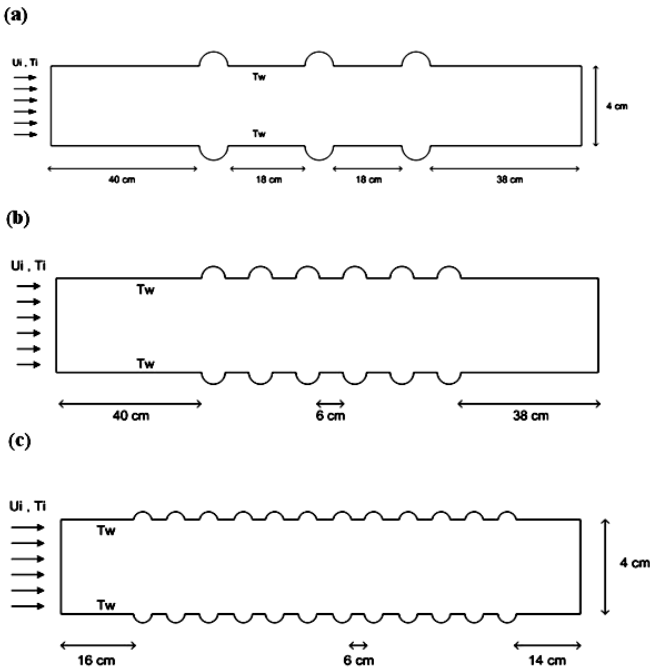 (a)
Ui , Ti
Tw
Tw
4 cm
40 cm
18 cm
18 cm
38 cm
(b)
Ui , Ti
Tw
Tw
40 cm
6 cm
38 cm
(c)
Ui , Ti
Tw
Tw
4 cm
16 cm
6 cm
14 cm